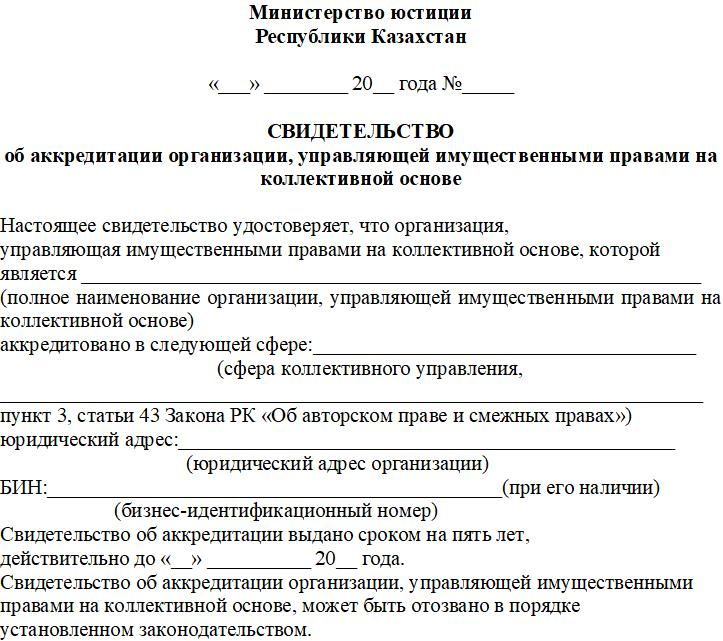 Министерство юстиции
Республики Казахстан
«___» ________ 20__ года №_____
СВИДЕТЕЛЬСТВО
об аккредитации организации, управляющей имущественными правами на
коллективной основе
Настоящее свидетельство удостоверяет, что организация,
управляющая имущественными правами на коллективной основе, которой
является ____________________________________________________________
(полное наименование организации, управляющей имущественными правами на
коллективной основе)
аккредитовано в следующей сфере:_____________________________________
(сфера коллективного управления,
____________________________________________________________________
пункт 3, статьи 43 Закона РК «Об авторском праве и смежных правах»)
юридический адрес:________________________________________________
(юридический адрес организации)
БИН:____________________________________________(при его наличии)
(бизнес-идентификационный номер)
Свидетельство об аккредитации выдано сроком на пять лет,
действительно до «__» __________ 20__ года.
Свидетельство об аккредитации организации, управляющей имущественными
правами на коллективной основе, может быть отозвано в порядке
установленном законодательством.